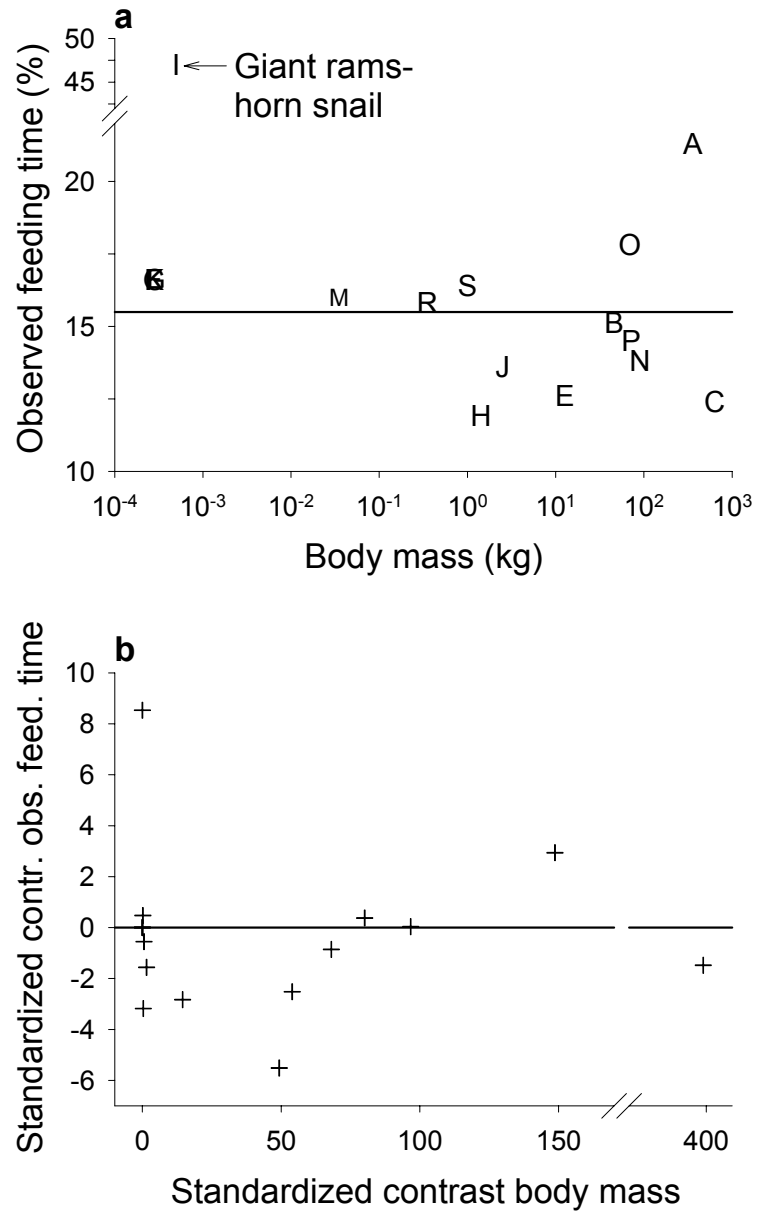 a
Observed feeding time (%)
50
45
20
15
10
I
Giant rams-
horn snail
A
O
G
M
R
S
B
P
N
J
E
H
C
10⁻⁴ 10⁻³ 10⁻² 10⁻¹ 10⁰ 10¹ 10² 10³
Body mass (kg)
b
Standardized contr. obs. feed. time
10
8
6
4
2
0
-2
-4
-6
0 50 100 150 400
Standardized contrast body mass